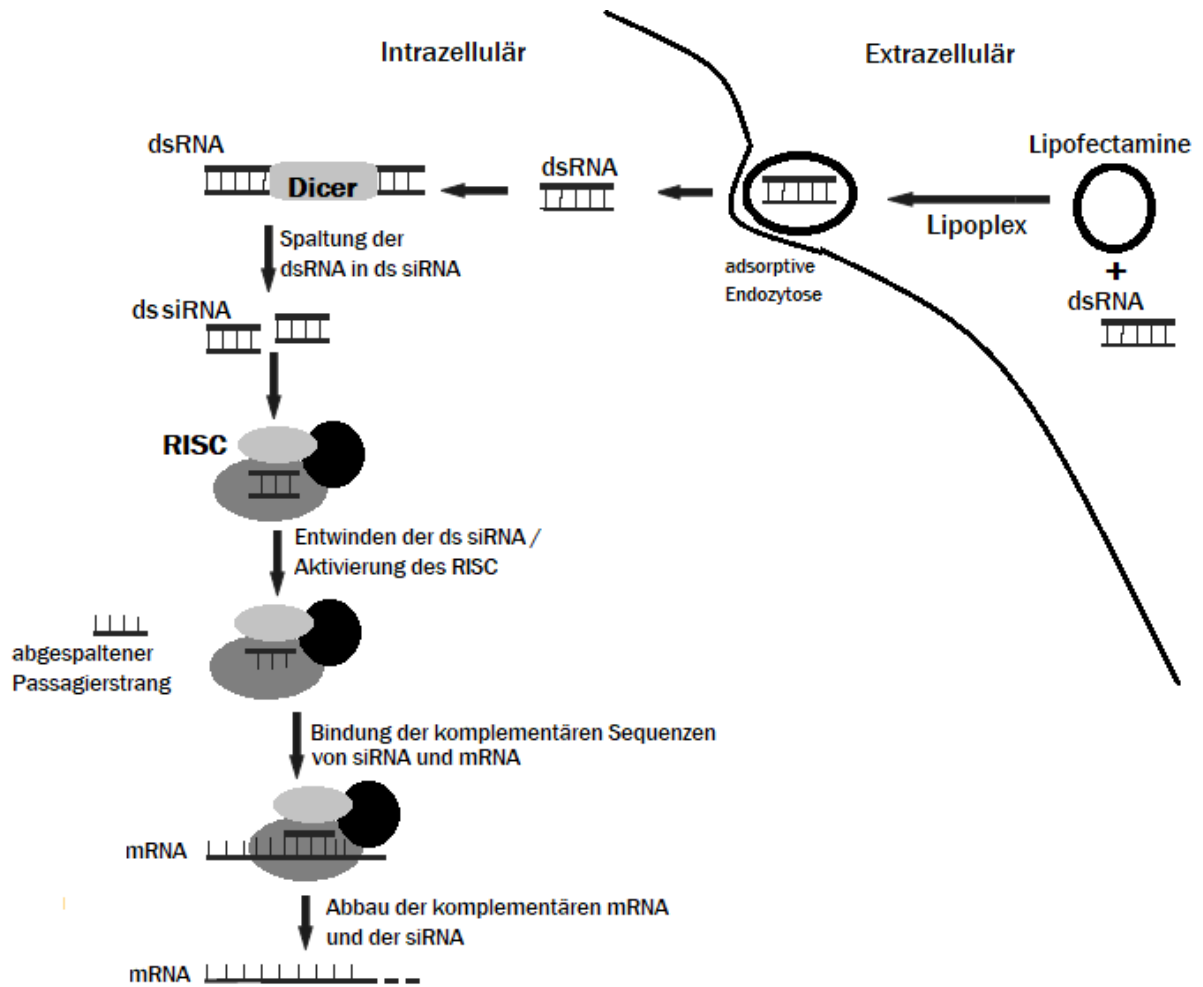 Intrazellulär
Extrazellulär
dsRNA
Dicer
dsRNA
Lipofectamine
Lipoplex
+
dsRNA
adsorptive
Endozytose
Spaltung der
dsRNA in ds siRNA
ds siRNA
RISC
Entwinden der ds siRNA /
Aktivierung des RISC
abgespaltener
Passagierstrang
Bindung der komplementären Sequenzen
von siRNA und mRNA
mRNA
Abbau der komplementären mRNA
und der siRNA
mRNA